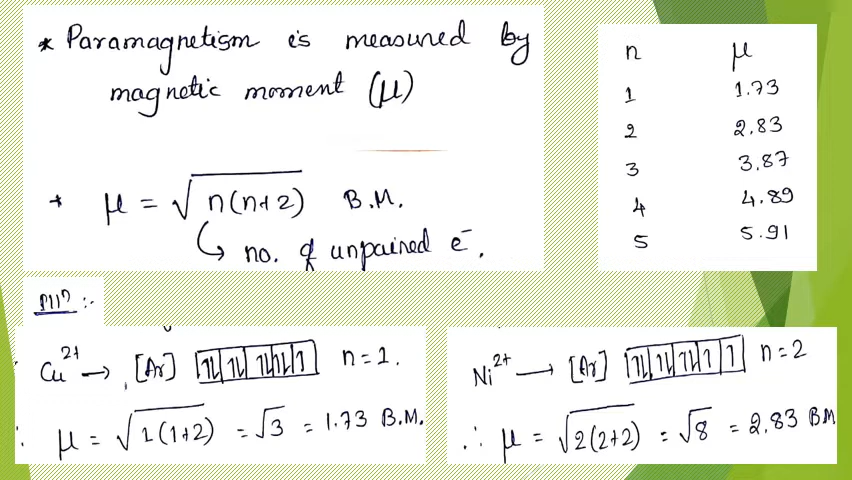 * Paramagnetism is measured by
magnetic moment (μ)
* μ = √n(n+2) B.M.
↳ no. of unpaired e⁻.
n μ
1 1.73
2 2.83
3 3.87
4 4.89
5 5.91
Cu²⁺ → [Ar] [1L|1L|1L|1L|1] n=1.
∴ μ = √1(1+2) = √3 = 1.73 B.M.
Ni²⁺ → [Ar] [1L|1L|1L|1|1] n=2
∴ μ = √2(2+2) = √8 = 2.83 BM